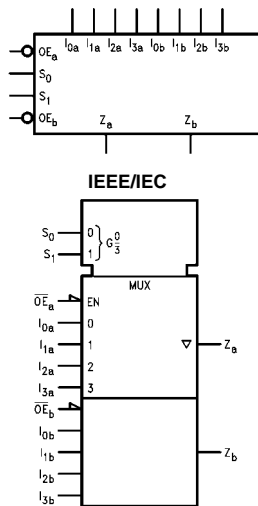 I0a I1a I2a I3a I0b I1b I2b I3b
OEa
S0
S1
OEb
Za Zb
IEEE/IEC
S0 0
S1 1
G 0/3
MUX
OEa EN
I0a 0
I1a 1
▽ Za
I2a 2
I3a 3
OEb
I0b
I1b Zb
I2b
I3b